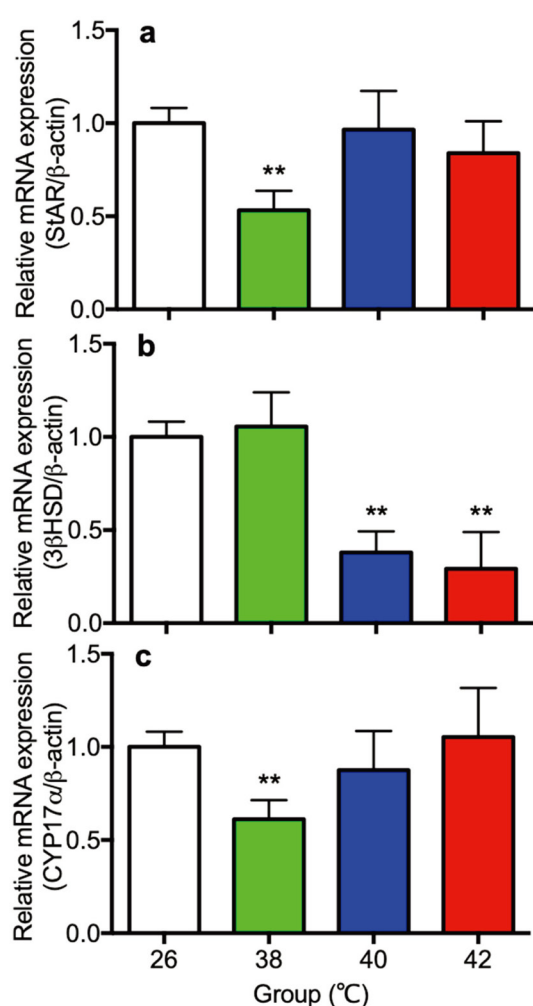 a
Relative mRNA expression
(StAR/β-actin)
1.5
1.0
0.5
0.0
**
b
Relative mRNA expression
(3βHSD/β-actin)
1.5
1.0
0.5
0.0
**
**
c
Relative mRNA expression
(CYP17α/β-actin)
1.5
1.0
0.5
0.0
**
26 38 40 42
Group (℃)